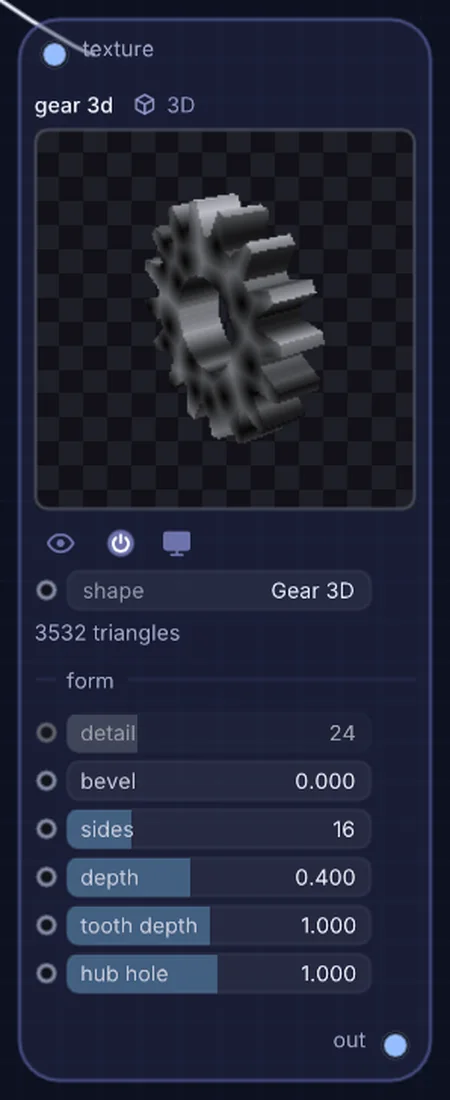 texture
gear 3d 3D
shape Gear 3D
3532 triangles
form
detail 24
bevel 0.000
sides 16
depth 0.400
tooth depth 1.000
hub hole 1.000
out